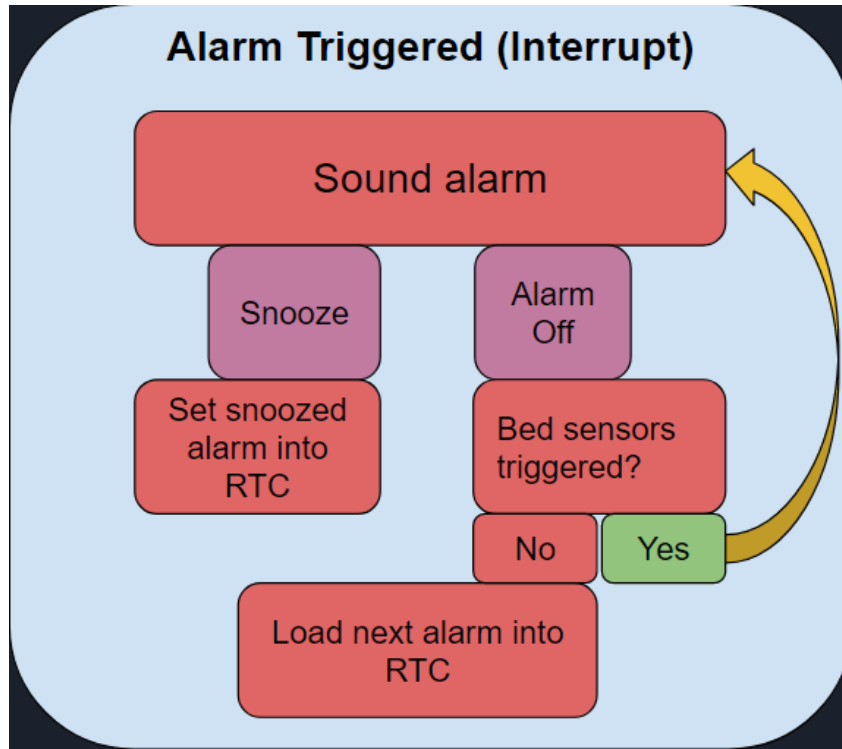 Alarm Triggered (Interrupt)
Sound alarm
Snooze
Alarm
Off
Set snoozed
alarm into
RTC
Bed sensors
triggered?
No
Yes
Load next alarm into
RTC